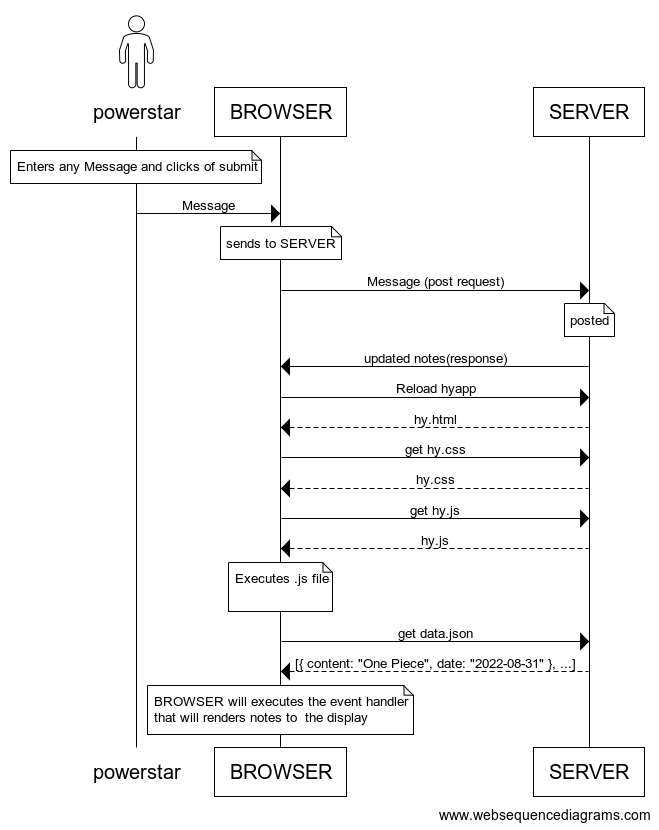 powerstar
BROWSER
SERVER
Enters any Message and clicks of submit
Message
sends to SERVER
Message (post request)
posted
updated notes(response)
Reload hyapp
hy.html
get hy.css
hy.css
get hy.js
hy.js
Executes .js file
get data.json
[{ content: "One Piece", date: "2022-08-31" }, ...]
BROWSER will executes the event handler
that will renders notes to  the display
powerstar
BROWSER
SERVER
www.websequencediagrams.com